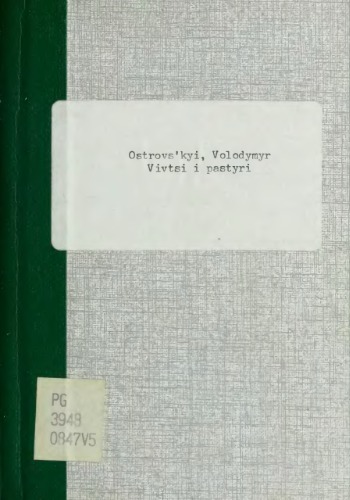 Ostrovs'kyi, Volodymyr
Vivtsi i pastyri
PG
3948
O847V5